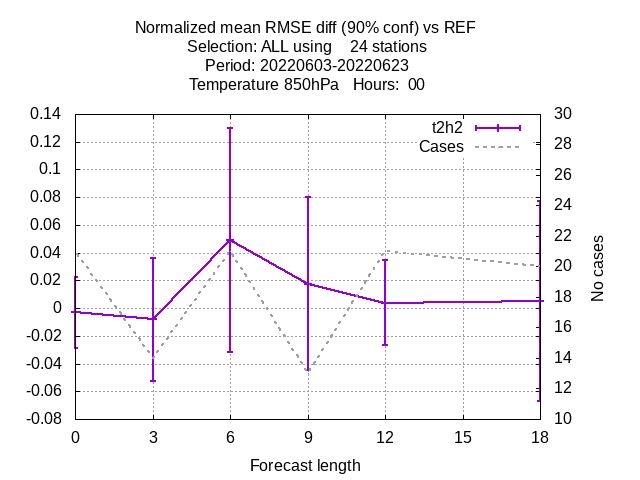 Normalized mean RMSE diff (90% conf) vs REF
Selection: ALL using    24 stations
Period: 20220603-20220623
Temperature 850hPa   Hours:  00
t2h2
Cases
0.14
0.12
0.1
0.08
0.06
0.04
0.02
0
-0.02
-0.04
-0.06
-0.08
30
28
26
24
22
20
18
16
14
12
10
No cases
0 3 6 9 12 15 18
Forecast length